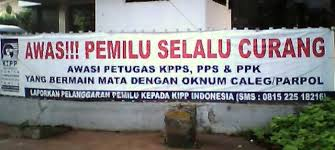 KIPP
AWAS!!! PEMILU SELALU CURANG
AWASI PETUGAS KPPS, PPS & PPK
YANG BERMAIN MATA DENGAN OKNUM CALEG/PARPOL
LAPORKAN PELANGGARAN PEMILU KEPADA KIPP INDONESIA (SMS : 0815 225 18216)